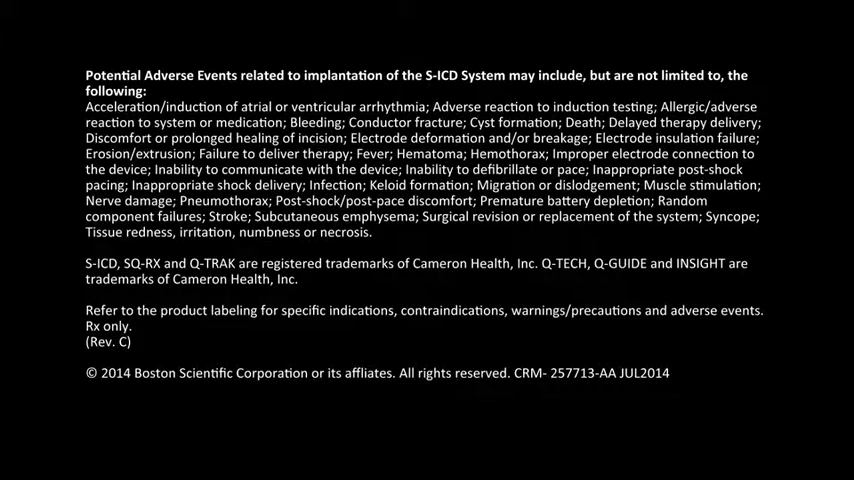 Potential Adverse Events related to implantation of the S-ICD System may include, but are not limited to, the
following:
Acceleration/induction of atrial or ventricular arrhythmia; Adverse reaction to induction testing; Allergic/adverse
reaction to system or medication; Bleeding; Conductor fracture; Cyst formation; Death; Delayed therapy delivery;
Discomfort or prolonged healing of incision; Electrode deformation and/or breakage; Electrode insulation failure;
Erosion/extrusion; Failure to deliver therapy; Fever; Hematoma; Hemothorax; Improper electrode connection to
the device; Inability to communicate with the device; Inability to defibrillate or pace; Inappropriate post-shock
pacing; Inappropriate shock delivery; Infection; Keloid formation; Migration or dislodgement; Muscle stimulation;
Nerve damage; Pneumothorax; Post-shock/post-pace discomfort; Premature battery depletion; Random
component failures; Stroke; Subcutaneous emphysema; Surgical revision or replacement of the system; Syncope;
Tissue redness, irritation, numbness or necrosis.
S-ICD, SQ-RX and Q-TRAK are registered trademarks of Cameron Health, Inc. Q-TECH, Q-GUIDE and INSIGHT are
trademarks of Cameron Health, Inc.
Refer to the product labeling for specific indications, contraindications, warnings/precautions and adverse events.
Rx only.
(Rev. C)
© 2014 Boston Scientific Corporation or its affliates. All rights reserved. CRM- 257713-AA JUL2014